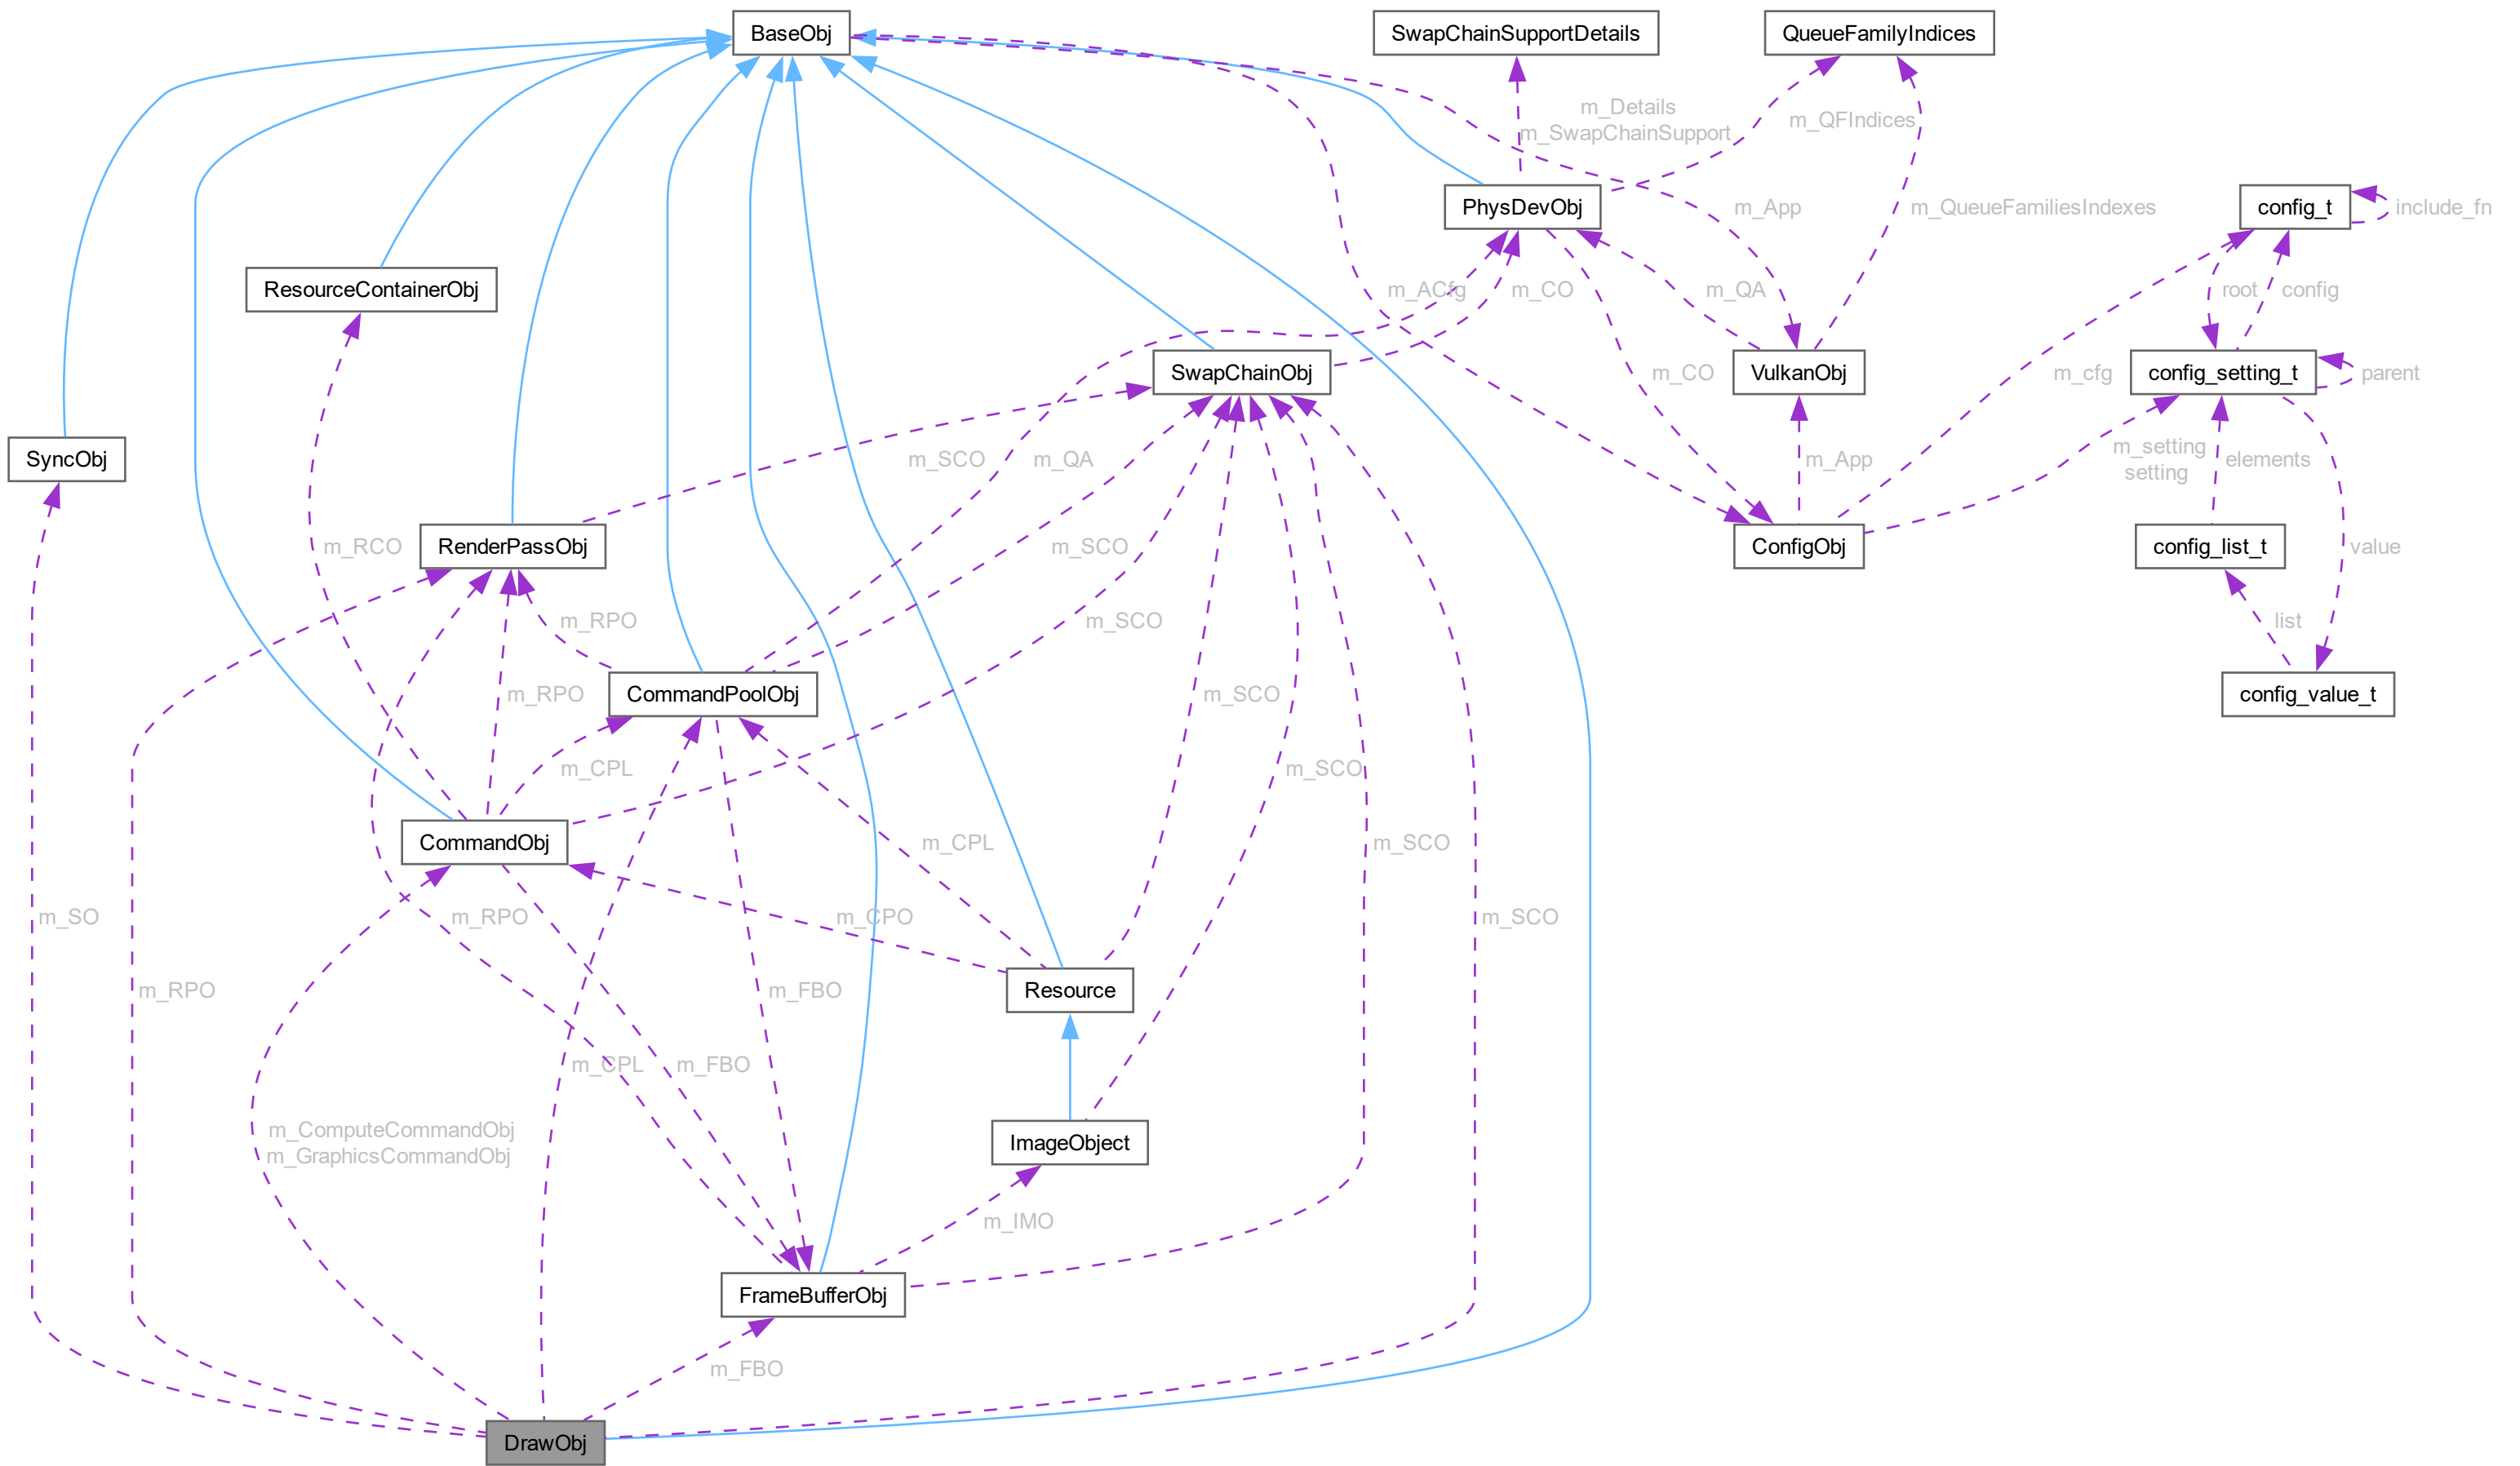 BaseObj
SwapChainSupportDetails
QueueFamilyIndices
m_Details
m_SwapChainSupport
m_QFIndices
PhysDevObj
m_App
m_QueueFamiliesIndexes
config_t
include_fn
ResourceContainerObj
m_ACfg
m_CO
m_QA
root
config
SwapChainObj
m_CO
VulkanObj
m_cfg
config_setting_t
parent
SyncObj
m_SCO
m_QA
m_App
m_setting
setting
elements
m_RCO
RenderPassObj
m_SCO
ConfigObj
config_list_t
value
m_RPO
m_SCO
list
m_RPO
CommandPoolObj
m_SCO
config_value_t
m_CPL
m_SCO
CommandObj
m_CPL
m_SCO
m_SO
m_RPO
m_CPO
m_SCO
m_RPO
m_FBO
Resource
m_CPL
m_FBO
m_ComputeCommandObj
m_GraphicsCommandObj
ImageObject
m_IMO
FrameBufferObj
m_FBO
DrawObj